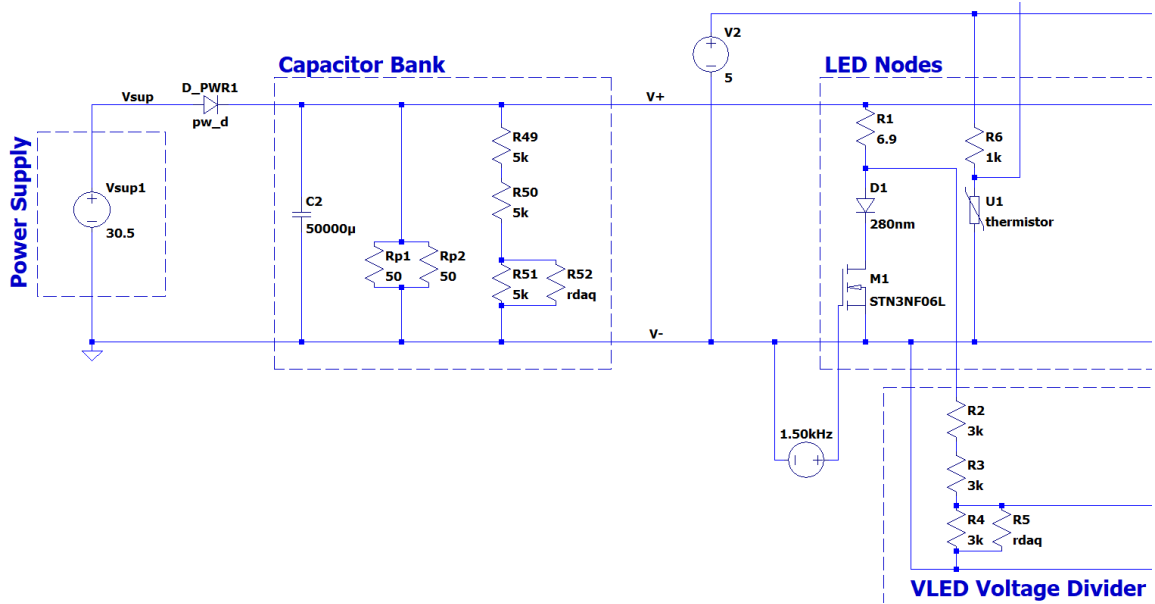 V2
5
Capacitor Bank
LED Nodes
D_PWR1
pw_d
Vsup
V+
Power Supply
Vsup1
30.5
C2
50000µ
Rp1
50
Rp2
50
R49
5k
R50
5k
R51
5k
R52
rdaq
V-
R1
6.9
D1
280nm
M1
STN3NF06L
R6
1k
U1
thermistor
1.50kHz
R2
3k
R3
3k
R4
3k
R5
rdaq
VLED Voltage Divider